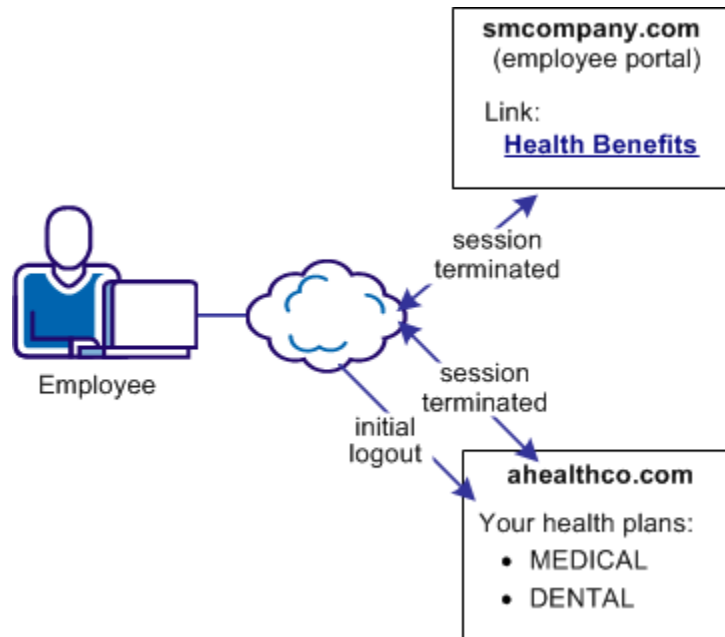 smcompany.com
(employee portal)
Link:
Health Benefits
session
terminated
Employee
session
terminated
initial
logout
ahealthco.com
Your health plans:
• MEDICAL
• DENTAL